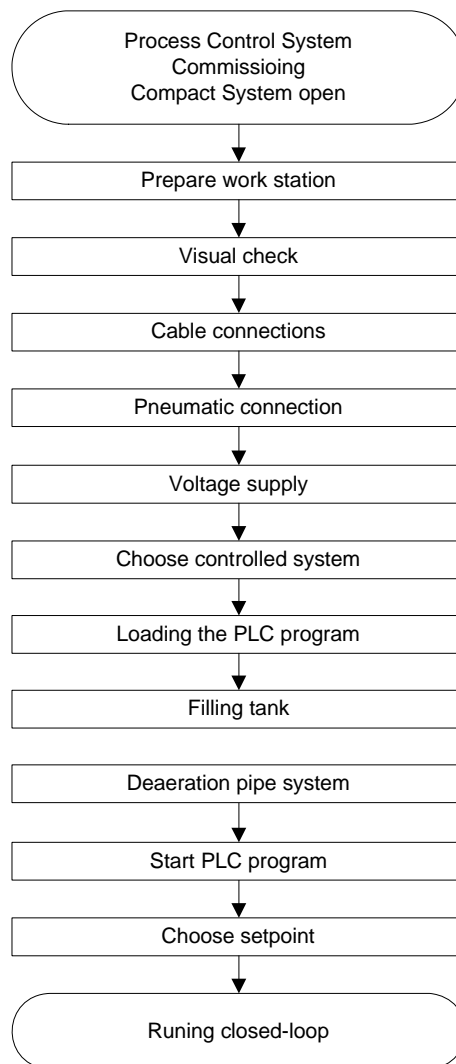 Process Control System
Commissioing
Compact System open
Prepare work station
Visual check
Cable connections
Pneumatic connection
Voltage supply
Choose controlled system
Loading the PLC program
Filling tank
Deaeration pipe system
Start PLC program
Choose setpoint
Runing closed-loop